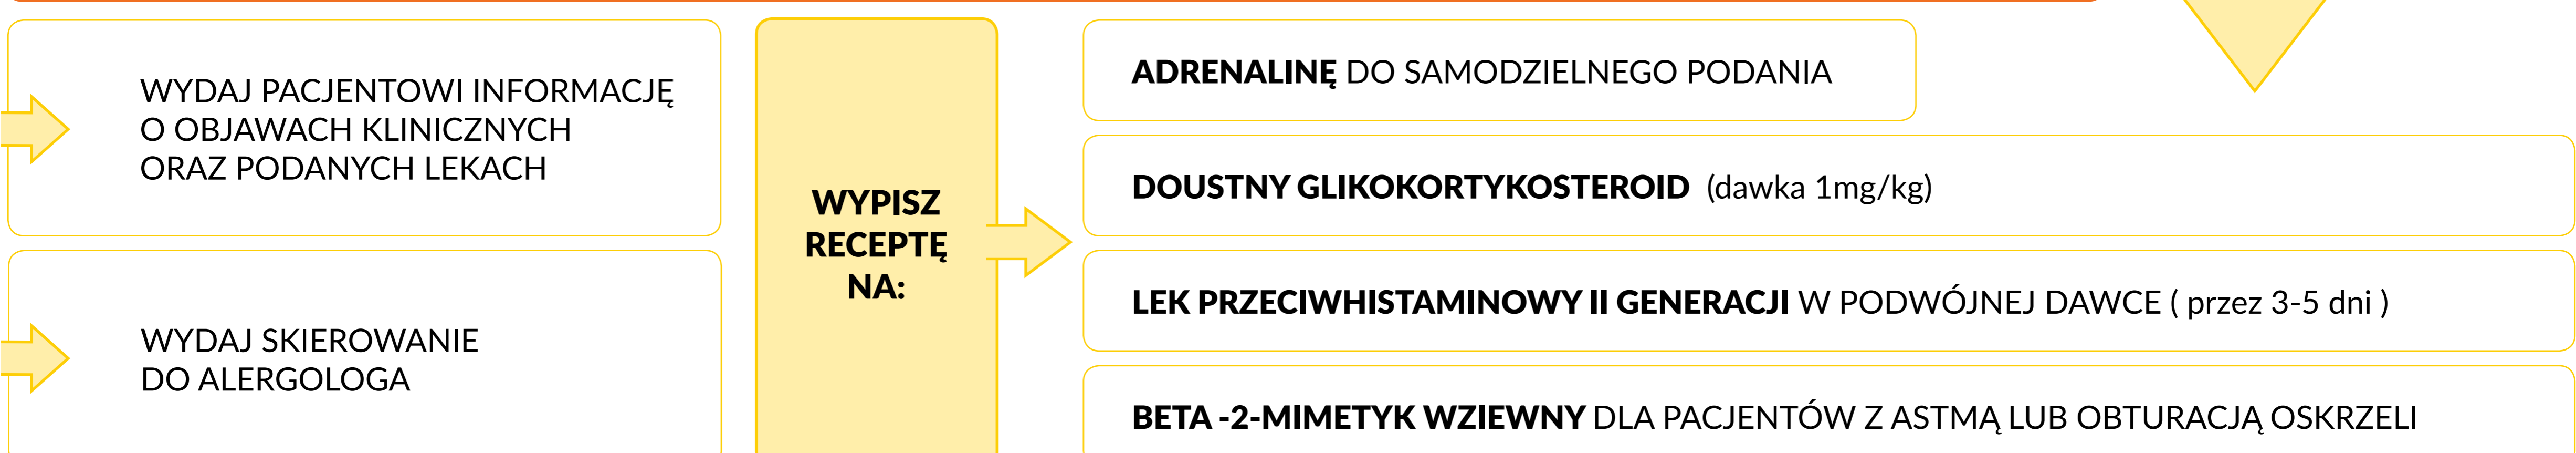 WYDAJ PACJENTOWI INFORMACJĘ
O OBJAWACH KLINICZNYCH
ORAZ PODANYCH LEKACH
WYDAJ SKIEROWANIE
DO ALERGOLOGA
WYPISZ
RECEPTĘ
NA:
ADRENALINĘ DO SAMODZIELNEGO PODANIA
DOUSTNY GLIKOKORTYKOSTEROID (dawka 1mg/kg)
LEK PRZECIWHISTAMINOWY II GENERACJI W PODWÓJNEJ DAWCE ( przez 3-5 dni )
BETA -2-MIMETYK WZIEWNY DLA PACJENTÓW Z ASTMĄ LUB OBTURACJĄ OSKRZELI